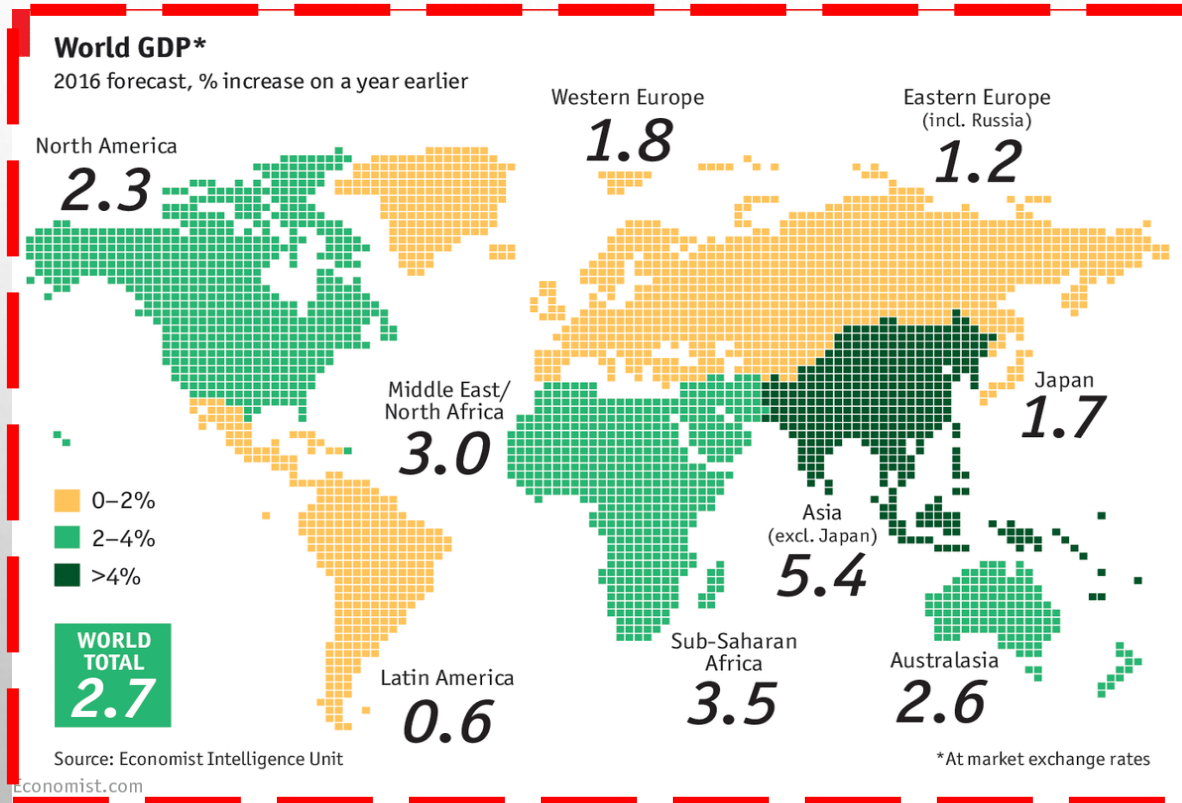 World GDP*
2016 forecast, % increase on a year earlier
North America
2.3
Western Europe
1.8
Eastern Europe
(incl. Russia)
1.2
Middle East/
North Africa
3.0
Japan
1.7
0–2%
2–4%
>4%
Asia
(excl. Japan)
5.4
WORLD
TOTAL
2.7
Latin America
0.6
Sub-Saharan
Africa
3.5
Australasia
2.6
Source: Economist Intelligence Unit
*At market exchange rates
Economist.com